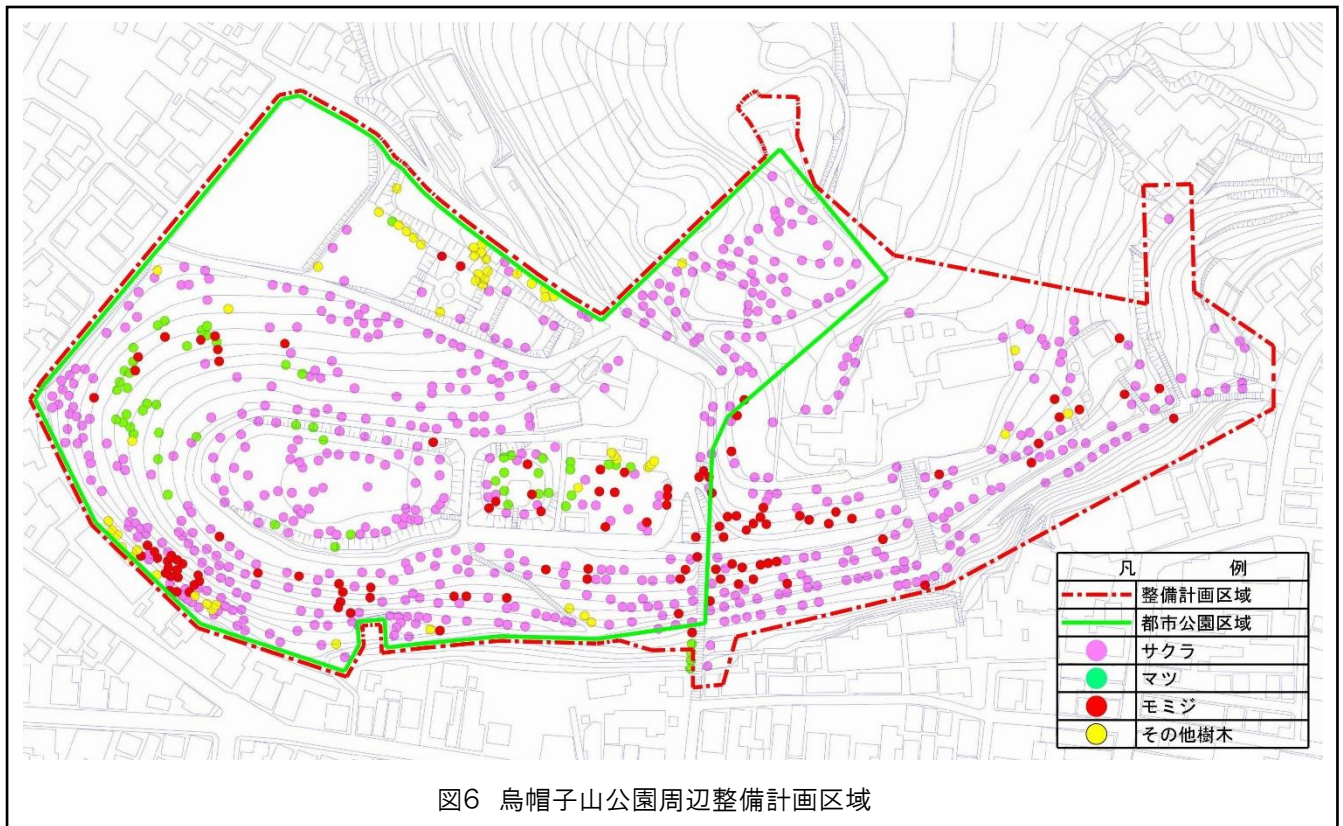 凡 例
整備計画区域
都市公園区域
サクラ
マツ
モミジ
その他樹木
図6 烏帽子山公園周辺整備計画区域